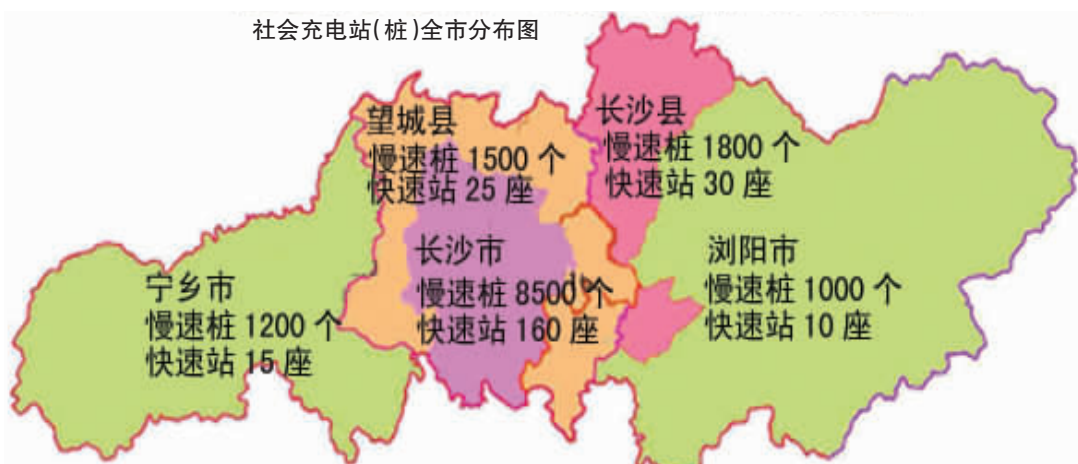 社会充电站(桩)全市分布图
望城县
慢速桩 1500 个
快速站 25 座
长沙县
慢速桩 1800 个
快速站 30 座
长沙市
慢速桩 8500 个
快速站 160 座
浏阳市
慢速桩 1000 个
快速站 10 座
宁乡市
慢速桩 1200 个
快速站 15 座